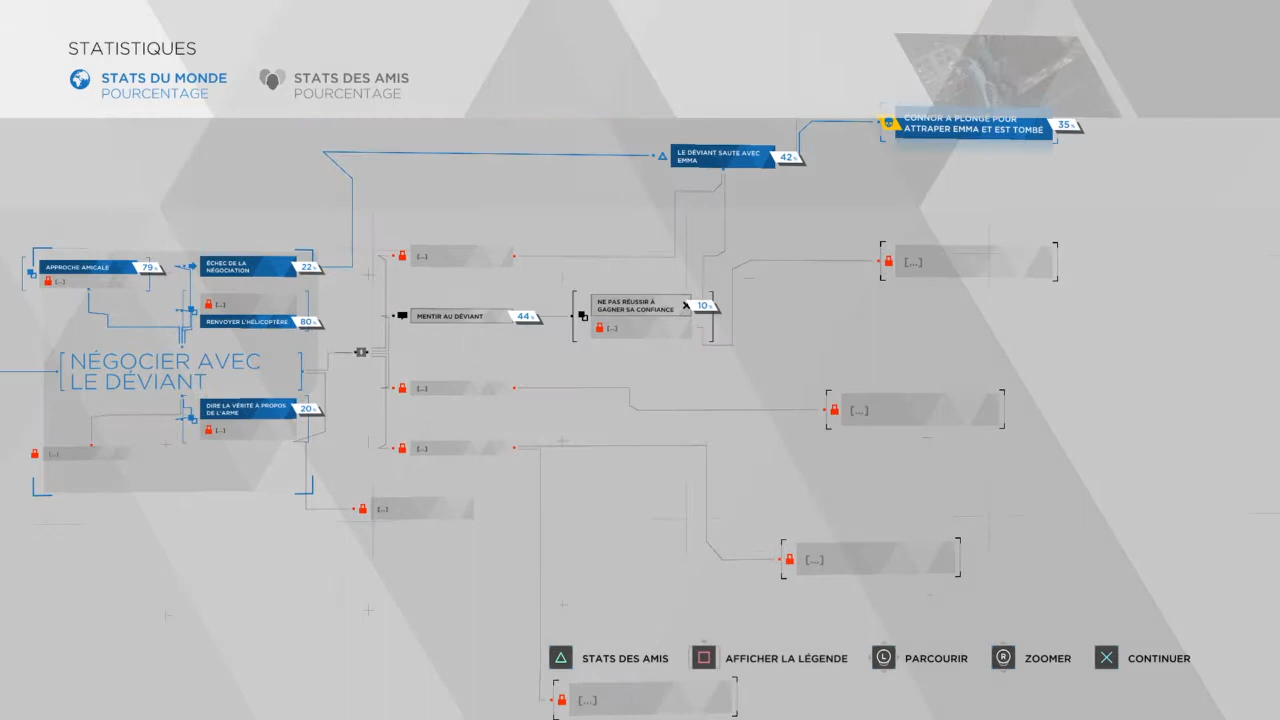 STATISTIQUES
STATS DU MONDE
POURCENTAGE
STATS DES AMIS
POURCENTAGE
CONNOR A PLONGÉ POUR
ATTRAPER EMMA ET EST TOMBÉ
35%
LE DÉVIANT SAUTE AVEC
EMMA
42%
APPROCHE AMICALE
79%
[...]
ÉCHEC DE LA
NÉGOCIATION
22%
[...]
RENVOYER L'HÉLICOPTÈRE
80%
NÉGOCIER AVEC
LE DÉVIANT
DIRE LA VÉRITÉ À PROPOS
DE L'ARME
20%
[...]
[...]
[...]
MENTIR AU DÉVIANT
44%
NE PAS RÉUSSIR À
GAGNER SA CONFIANCE
10%
[...]
[...]
[...]
[...]
[...]
[...]
[...]
[...]
STATS DES AMIS
AFFICHER LA LÉGENDE
L
PARCOURIR
R
ZOOMER
CONTINUER